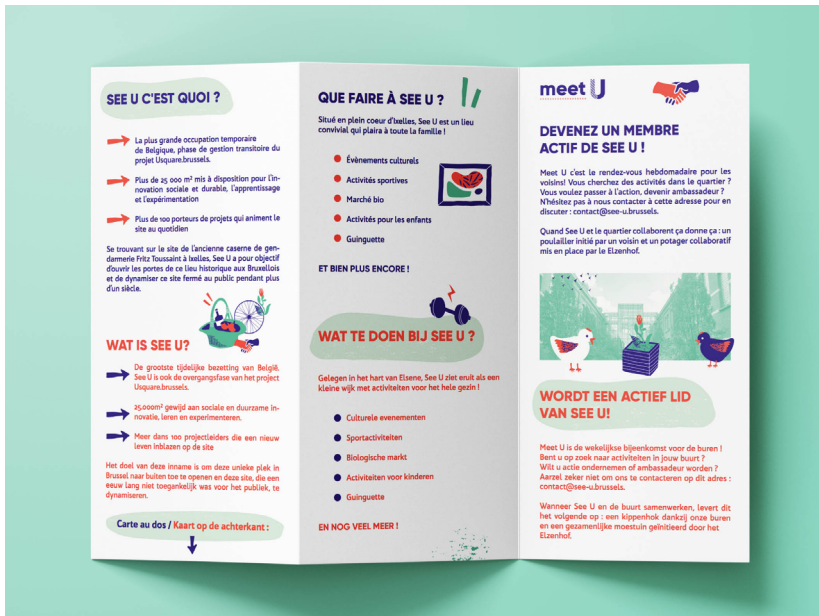 SEE U C'EST QUOI ?
La plus grande occupation temporaire
de Belgique, phase de gestion transitoire du
projet Usquare.brussels.
Plus de 25 000 m² mis à disposition pour l'in-
novation sociale et durable, l'apprentissage
et l'expérimentation
Plus de 100 porteurs de projets qui animent le
site au quotidien
Se trouvant sur le site de l'ancienne caserne de gen-
darmerie Fritz Toussaint à Ixelles, See U a pour objectif
d'ouvrir les portes de ce lieu historique aux Bruxellois
et de dynamiser ce site fermé au public pendant plus
d'un siècle.
WAT IS SEE U?
De grootste tijdelijke bezetting van België.
See U is ook de overgangsfase van het project
Usquare.brussels.
25.000m² gewijd aan sociale en duurzame in-
novatie, leren en experimenteren.
Meer dans 100 projectleiders die een nieuw
leven inblazen op de site
Het doel van deze inname is om deze unieke plek in
Brussel naar buiten toe te openen en deze site, die een
eeuw lang niet toegankelijk was voor het publiek, te
dynamiseren.
Carte au dos / Kaart op de achterkant :
QUE FAIRE À SEE U ?
Situé en plein coeur d'Ixelles, See U est un lieu
convivial qui plaira à toute la famille !
Évènements culturels
Activités sportives
Marché bio
Activités pour les enfants
Guinguette
ET BIEN PLUS ENCORE !
WAT TE DOEN BIJ SEE U ?
Gelegen in het hart van Elsene, See U ziet eruit als een
kleine wijk met activiteiten voor het hele gezin !
Culturele evenementen
Sportactiviteiten
Biologische markt
Activiteiten voor kinderen
Guinguette
EN NOG VEEL MEER !
meet U
DEVENEZ UN MEMBRE
ACTIF DE SEE U !
Meet U c'est le rendez-vous hebdomadaire pour les
voisins! Vous cherchez des activités dans le quartier ?
Vous voulez passer à l'action, devenir ambassadeur ?
N'hésitez pas à nous contacter à cette adresse pour en
discuter : contact@see-u.brussels.
Quand See U et le quartier collaborent ça donne ça : un
poulailler initié par un voisin et un potager collaboratif
mis en place par le Elzenhof.
WORDT EEN ACTIEF LID
VAN SEE U!
Meet U is de wekelijkse bijeenkomst voor de buren !
Bent u op zoek naar activiteiten in jouw buurt ?
Wilt u actie ondernemen of ambassadeur worden ?
Aarzel zeker niet om ons te contacteren op dit adres :
contact@see-u.brussels.
Wanneer See U en de buurt samenwerken, levert dit
het volgende op : een kippenhok dankzij onze buren
en een gezamenlijke moestuin geïnitieerd door het
Elzenhof.